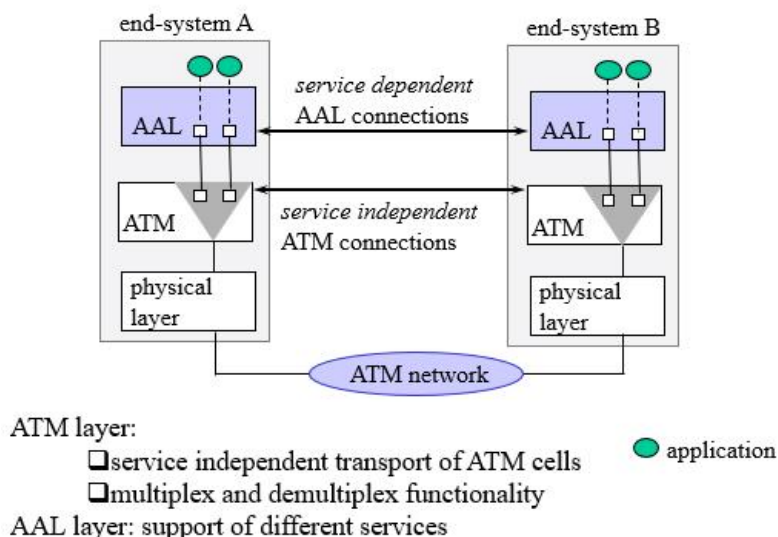 end-system A
end-system B
service dependent
AAL
AAL connections
AAL
service independent
ATM
ATM connections
ATM
physical
layer
physical
layer
ATM network
ATM layer:
❑service independent transport of ATM cells
application
❑multiplex and demultiplex functionality
AAL layer: support of different services